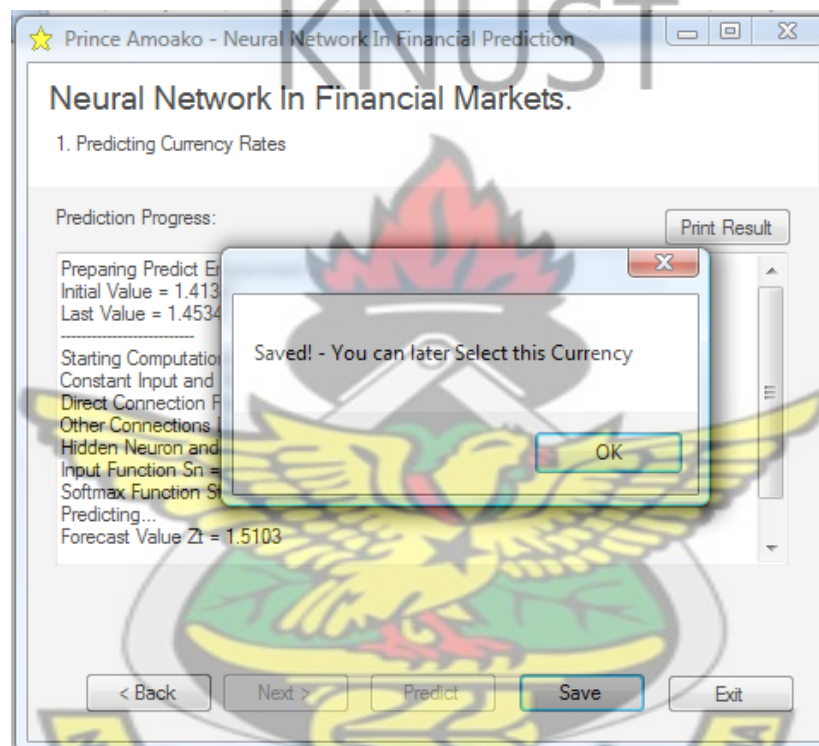 KNUST
Prince Amoako - Neural Network In Financial Prediction
Neural Network In Financial Markets.
1. Predicting Currency Rates
Prediction Progress:
Print Result
Preparing Predict
Initial Value = 1.413
Last Value = 1.4534
--------------------------
Starting Computation
Constant Input and
Direct Connection
Other Connections
Hidden Neuron and
Input Function Sn =
Softmax Function
Predicting...
Forecast Value Zt = 1.5103
Saved! - You can later Select this Currency
OK
< Back
Next >
Predict
Save
Exit